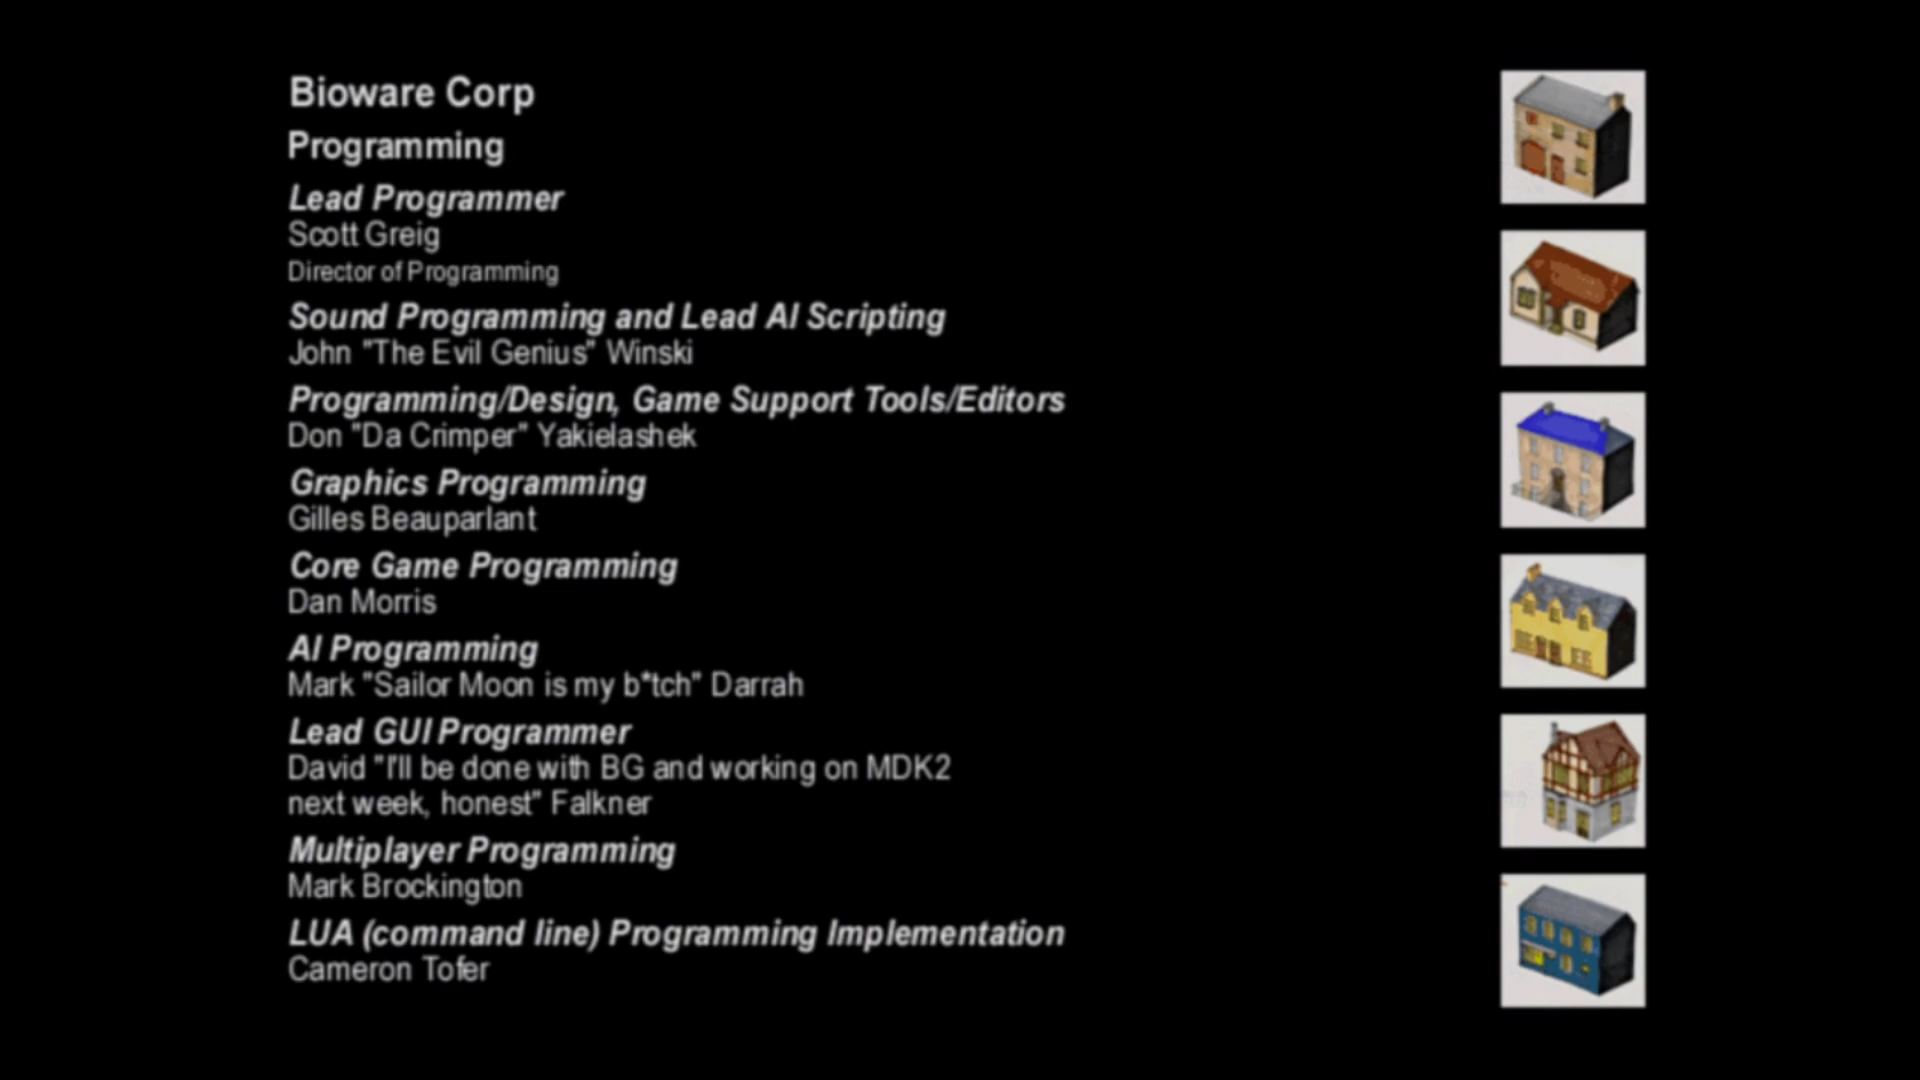 Bioware Corp
Programming
Lead Programmer
Scott Greig
Director of Programming
Sound Programming and Lead AI Scripting
John "The Evil Genius" Winski
Programming/Design, Game Support Tools/Editors
Don "Da Crimper" Yakielashek
Graphics Programming
Gilles Beauparlant
Core Game Programming
Dan Morris
AI Programming
Mark "Sailor Moon is my b*tch" Darrah
Lead GUI Programmer
David "I'll be done with BG and working on MDK2
next week, honest" Falkner
Multiplayer Programming
Mark Brockington
LUA (command line) Programming Implementation
Cameron Tofer